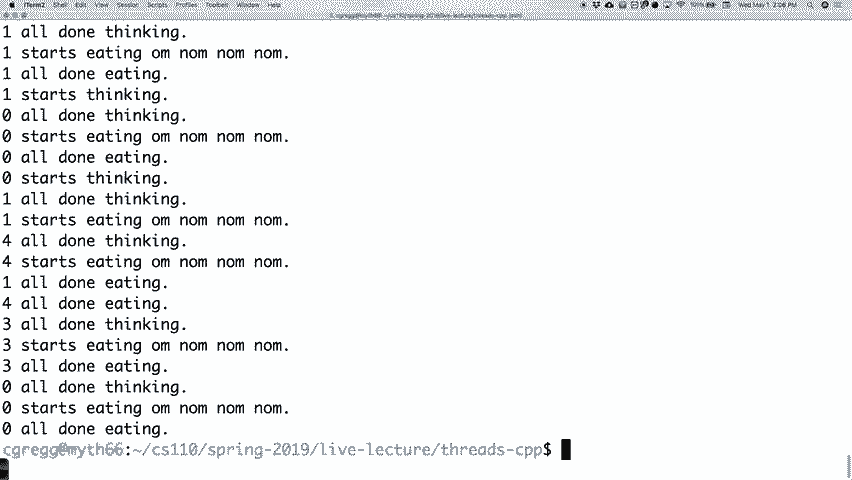 iTerm2 Shell Edit View Session Scripts Profiles Toolbelt Window Help
1 all done thinking.
1 starts eating om nom nom nom.
1 all done eating.
1 starts thinking.
0 all done thinking.
0 starts eating om nom nom nom.
0 all done eating.
0 starts thinking.
1 all done thinking.
1 starts eating om nom nom nom.
4 all done thinking.
4 starts eating om nom nom nom.
1 all done eating.
4 all done eating.
3 all done thinking.
3 starts eating om nom nom nom.
3 all done eating.
0 all done thinking.
0 starts eating om nom nom nom.
0 all done eating.
cgregg@myth66:~/cs110/spring-2019/live-lecture/threads-cpp$